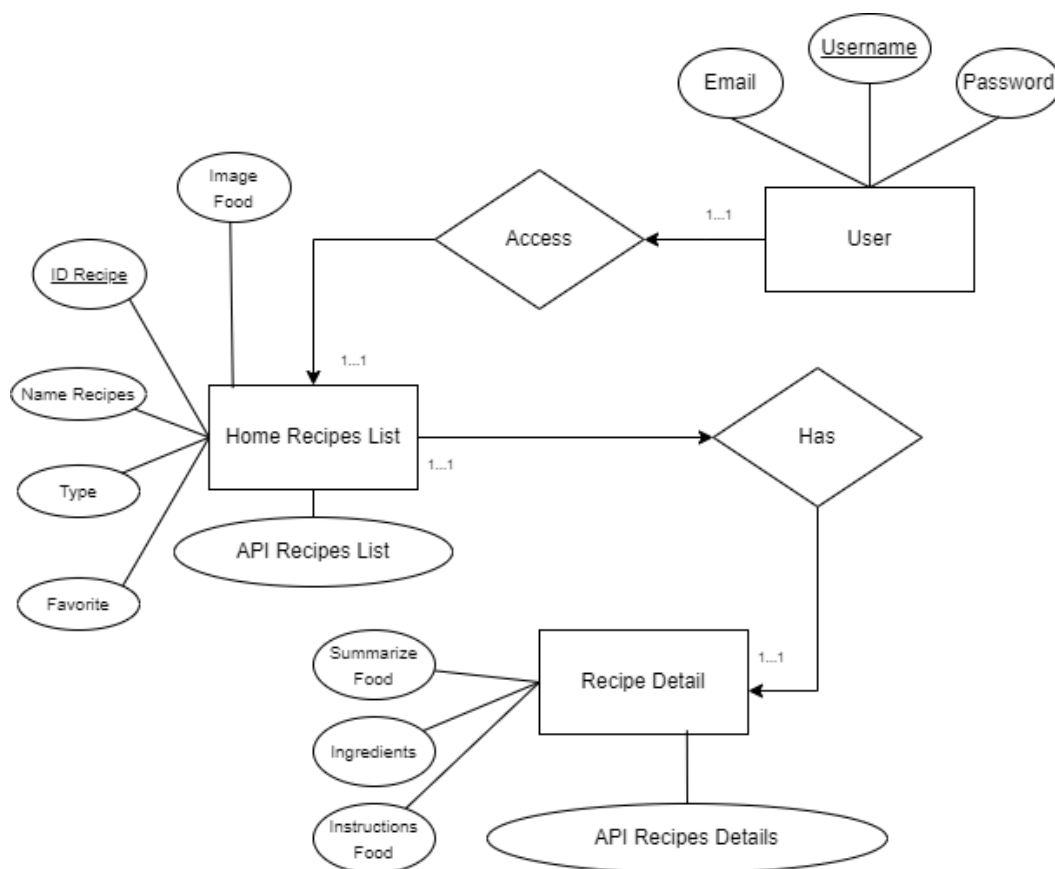 Username
Email
Password
Image
Food
1...1
User
Access
ID Recipe
1...1
Name Recipes
Home Recipes List
Has
1...1
Type
API Recipes List
Favorite
Summarize
Food
1...1
Recipe Detail
Ingredients
Instructions
Food
API Recipes Details